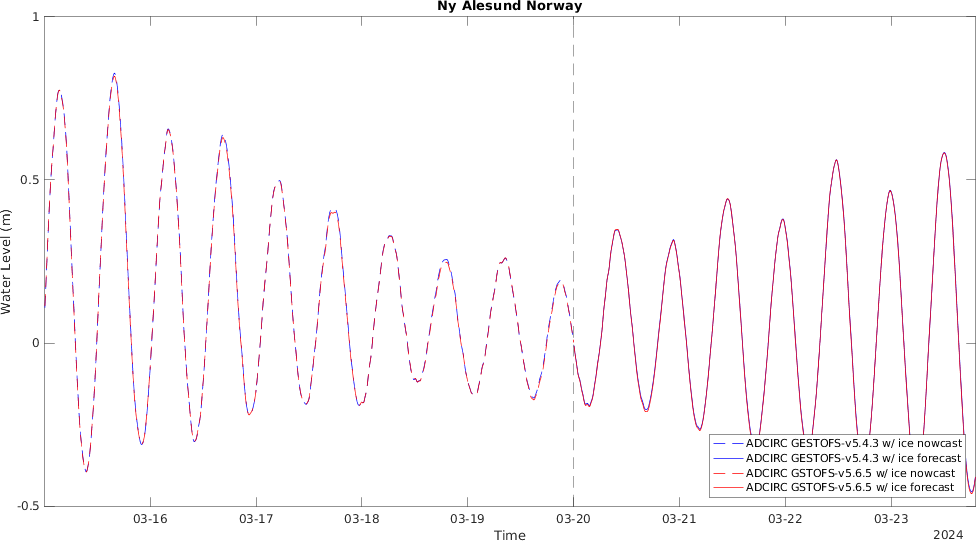 Ny Alesund Norway
1
0.5
0
-0.5
Water Level (m)
03-16
03-17
03-18
03-19
03-20
03-21
03-22
03-23
Time
2024
ADCIRC GESTOFS-v5.4.3 w/ ice nowcast
ADCIRC GESTOFS-v5.4.3 w/ ice forecast
ADCIRC GSTOFS-v5.6.5 w/ ice nowcast
ADCIRC GSTOFS-v5.6.5 w/ ice forecast